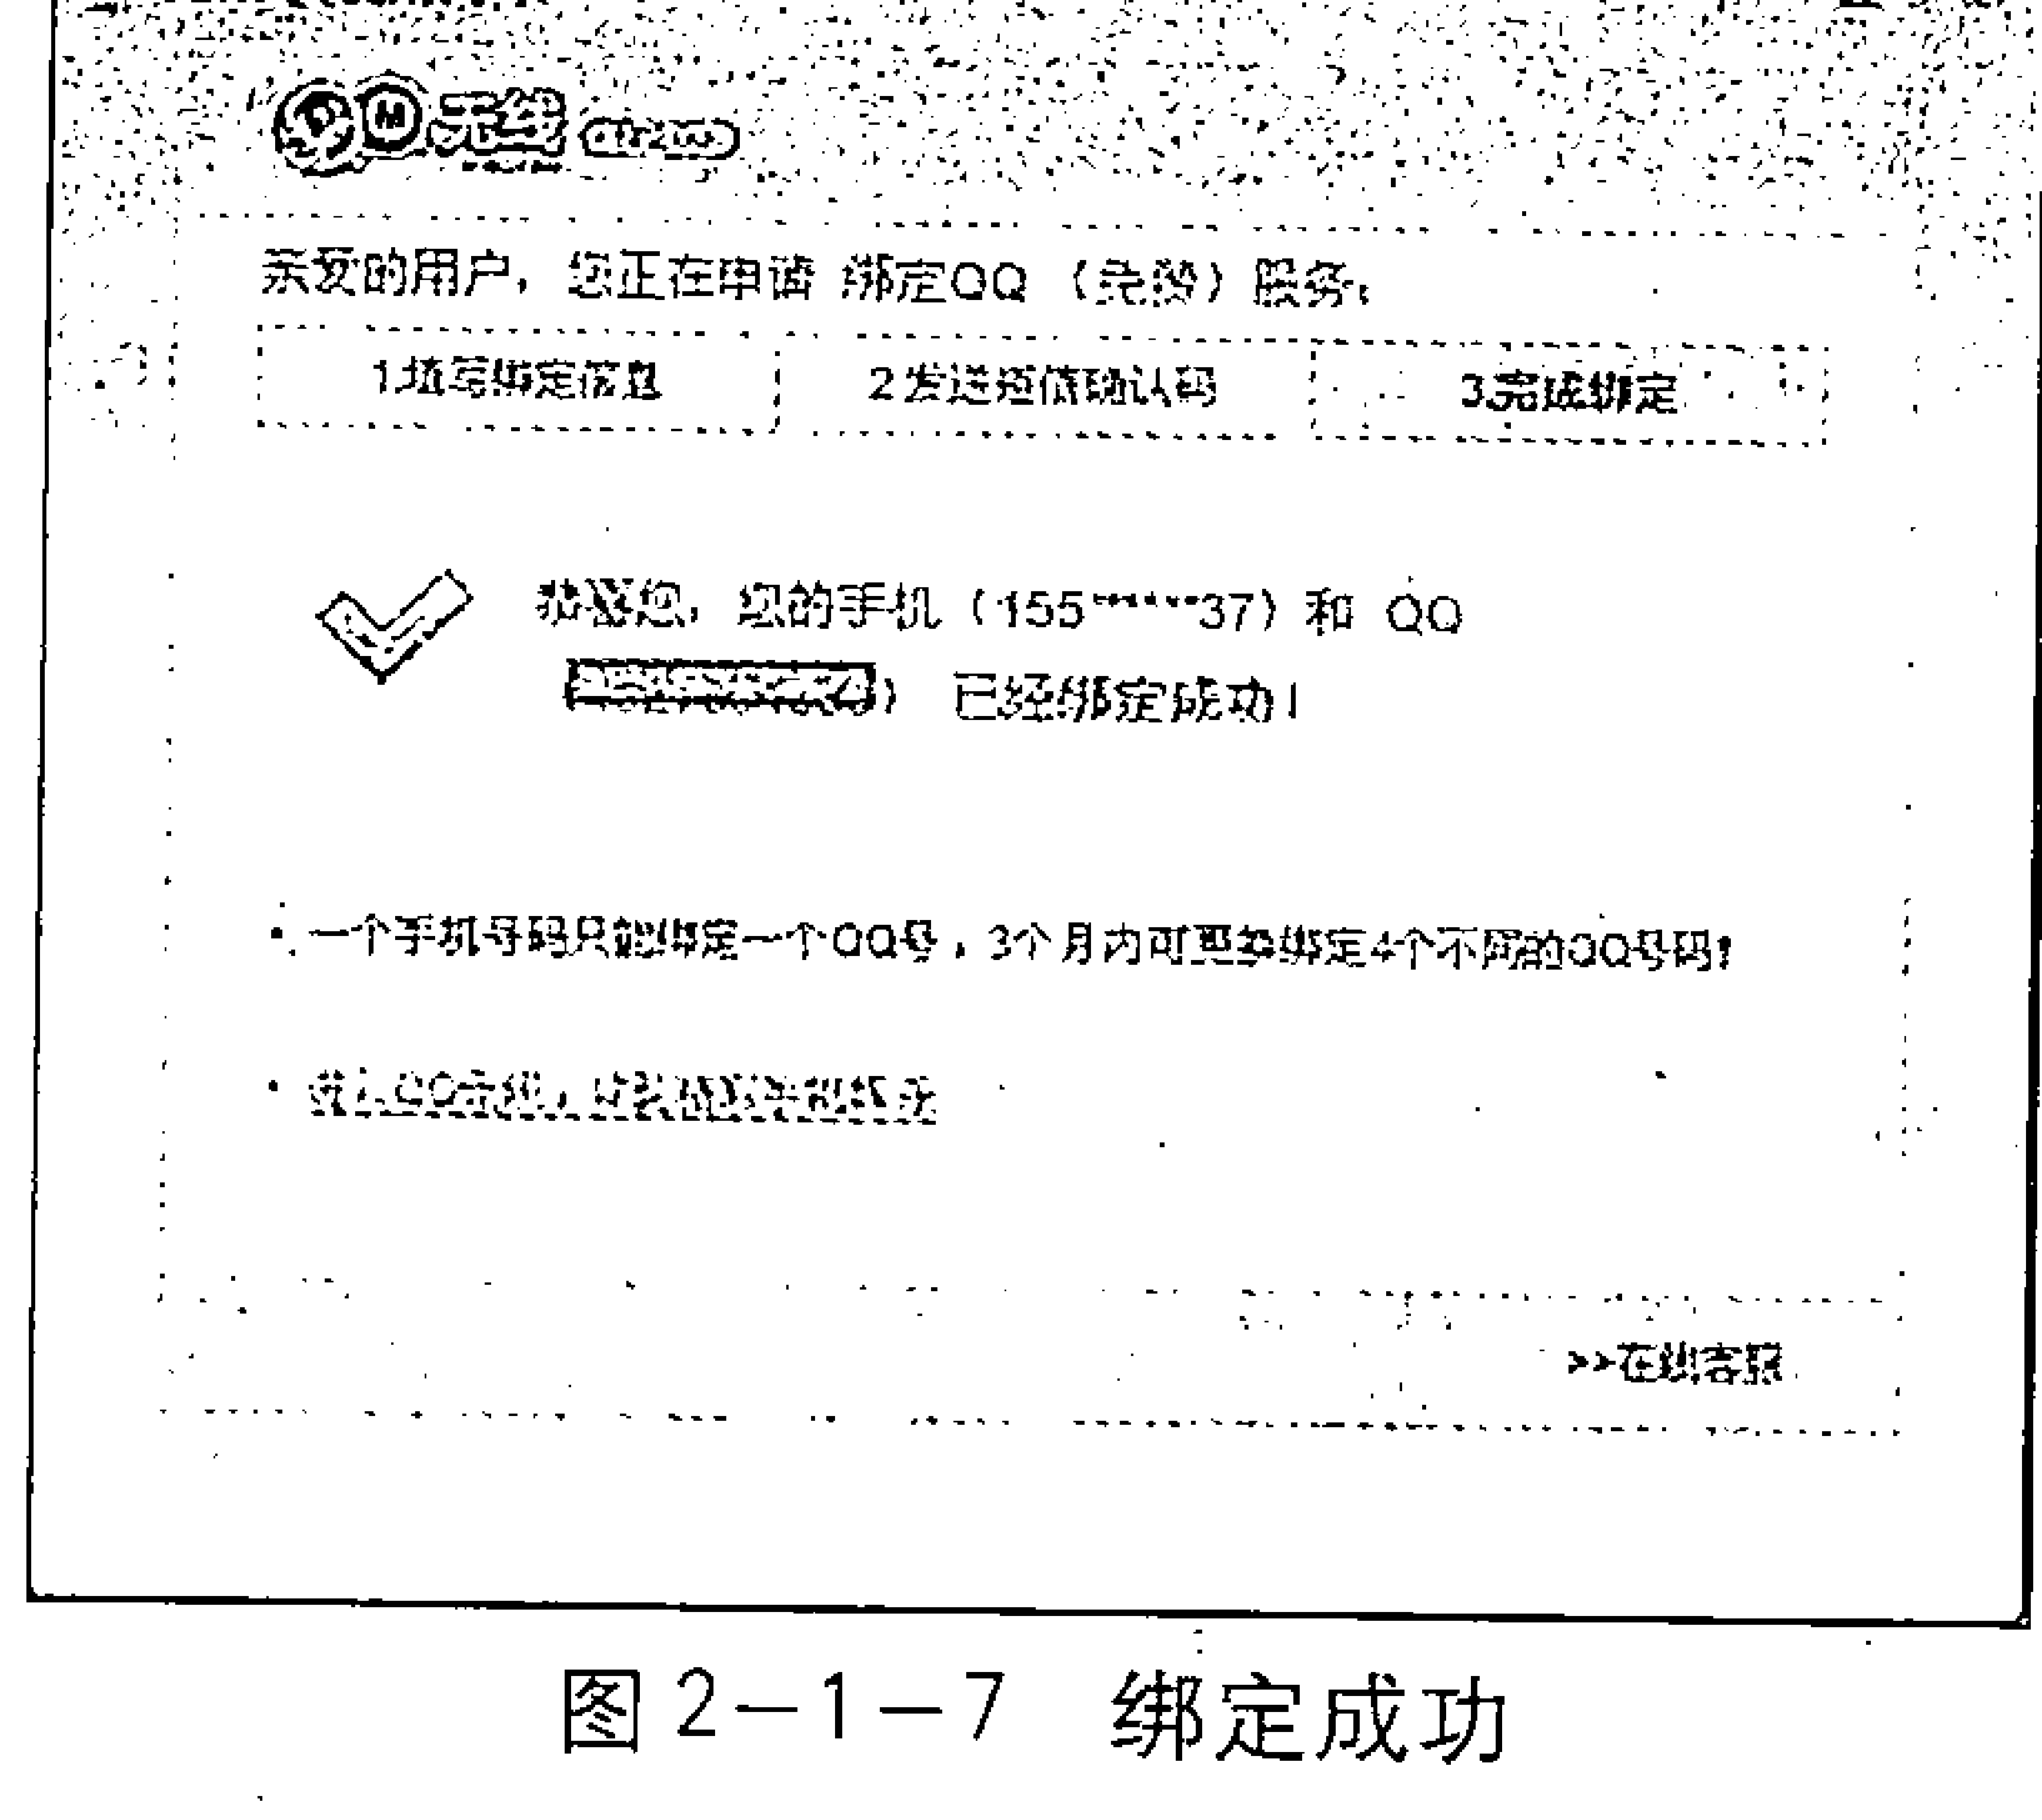 无线
亲爱的用户，您正在申请 绑定QQ （免费）服务：
1.填写绑定信息 2.发送短信确认码 3.完成绑定
恭喜您，您的手机（155******37）和 QQ
） 已经绑定成功！
· 一个手机号码只能绑定一个QQ号，3个月内可更换绑定4个不同的QQ号码！
>>在线客服
图2-1-7 绑定成功